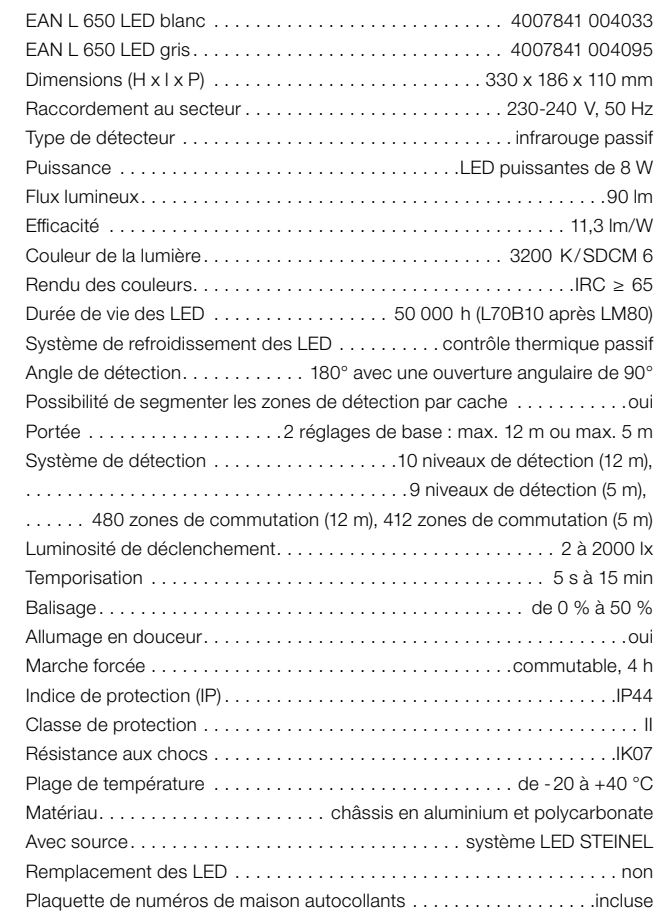 EAN L 650 LED blanc . . . . . . . . . . . . . . . . . . . . . . . . . . . . 4007841 004033
EAN L 650 LED gris . . . . . . . . . . . . . . . . . . . . . . . . . . . . . 4007841 004095
Dimensions (H x l x P) . . . . . . . . . . . . . . . . . . . . . . . . . 330 x 186 x 110 mm
Raccordement au secteur . . . . . . . . . . . . . . . . . . . . . . . . 230-240 V, 50 Hz
Type de détecteur . . . . . . . . . . . . . . . . . . . . . . . . . . . . . . infrarouge passif
Puissance . . . . . . . . . . . . . . . . . . . . . . . . . . . . . . . .LED puissantes de 8 W
Flux lumineux. . . . . . . . . . . . . . . . . . . . . . . . . . . . . . . . . . . . . . . . . . .90 lm
Efficacité . . . . . . . . . . . . . . . . . . . . . . . . . . . . . . . . . . . . . . . . . . 11,3 lm/W
Couleur de la lumière. . . . . . . . . . . . . . . . . . . . . . . . . . . 3200 K/SDCM 6
Rendu des couleurs. . . . . . . . . . . . . . . . . . . . . . . . . . . . . . . . . . .IRC ≥ 65
Durée de vie des LED . . . . . . . . . . . . . . . . 50 000 h (L70B10 après LM80)
Système de refroidissement des LED . . . . . . . . . . contrôle thermique passif
Angle de détection. . . . . . . . . . . . 180° avec une ouverture angulaire de 90°
Possibilité de segmenter les zones de détection par cache . . . . . . . . . . .oui
Portée . . . . . . . . . . . . . . . . . .2 réglages de base : max. 12 m ou max. 5 m
Système de détection . . . . . . . . . . . . . . . . .10 niveaux de détection (12 m),
. . . . . . . . . . . . . . . . . . . . . . . . . . . . . . . . . . . .9 niveaux de détection (5 m),
. . . . . . 480 zones de commutation (12 m), 412 zones de commutation (5 m)
Luminosité de déclenchement. . . . . . . . . . . . . . . . . . . . . . . . . . 2 à 2000 lx
Temporisation . . . . . . . . . . . . . . . . . . . . . . . . . . . . . . . . . . . . . 5 s à 15 min
Balisage. . . . . . . . . . . . . . . . . . . . . . . . . . . . . . . . . . . . . . . . de 0 % à 50 %
Allumage en douceur. . . . . . . . . . . . . . . . . . . . . . . . . . . . . . . . . . . . . . . .oui
Marche forcée . . . . . . . . . . . . . . . . . . . . . . . . . . . . . . . . . .commutable, 4 h
Indice de protection (IP). . . . . . . . . . . . . . . . . . . . . . . . . . . . . . . . . . . . .IP44
Classe de protection . . . . . . . . . . . . . . . . . . . . . . . . . . . . . . . . . . . . . . . . . II
Résistance aux chocs . . . . . . . . . . . . . . . . . . . . . . . . . . . . . . . . . . . . . .IK07
Plage de température . . . . . . . . . . . . . . . . . . . . . . . . . . . . de -20 à +40 °C
Matériau. . . . . . . . . . . . . . . . . . . . . . châssis en aluminium et polycarbonate
Avec source. . . . . . . . . . . . . . . . . . . . . . . . . . . . . . . . système LED STEINEL
Remplacement des LED . . . . . . . . . . . . . . . . . . . . . . . . . . . . . . . . . . . . . non
Plaquette de numéros de maison autocollants . . . . . . . . . . . . . . . . . .incluse